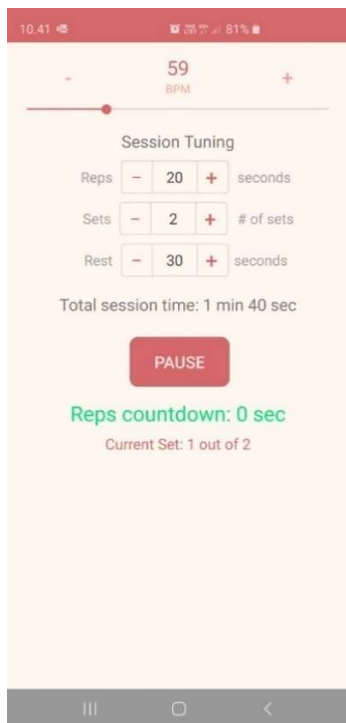 10.41 81%
- 59 +
BPM
Session Tuning
Reps - 20 + seconds
Sets - 2 + # of sets
Rest - 30 + seconds
Total session time: 1 min 40 sec
PAUSE
Reps countdown: 0 sec
Current Set: 1 out of 2